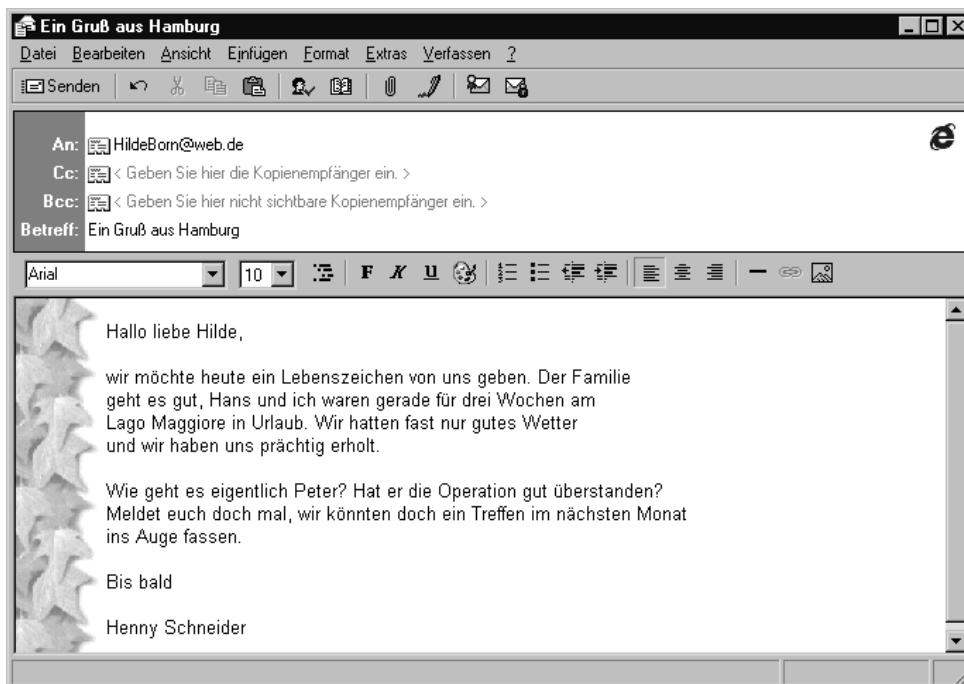 Ein Gruß aus Hamburg
Datei Bearbeiten Ansicht Einfügen Format Extras Verfassen ?
Senden
An: HildeBorn@web.de
Cc: < Geben Sie hier die Kopienempfänger ein. >
Bcc: < Geben Sie hier nicht sichtbare Kopienempfänger ein. >
Betreff: Ein Gruß aus Hamburg
Arial 10 F K U
Hallo liebe Hilde,
wir möchte heute ein Lebenszeichen von uns geben. Der Familie
geht es gut, Hans und ich waren gerade für drei Wochen am
Lago Maggiore in Urlaub. Wir hatten fast nur gutes Wetter
und wir haben uns prächtig erholt.
Wie geht es eigentlich Peter? Hat er die Operation gut überstanden?
Meldet euch doch mal, wir könnten doch ein Treffen im nächsten Monat
ins Auge fassen.
Bis bald
Henny Schneider